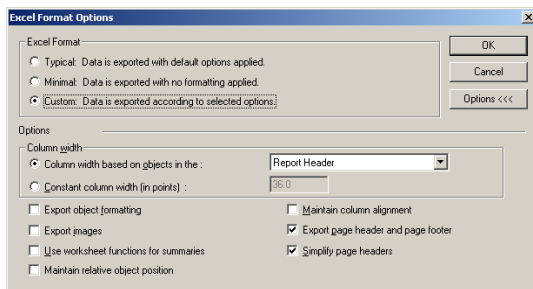 Excel Format Options
Excel Format
Typical: Data is exported with default options applied.
Minimal: Data is exported with no formatting applied.
Custom: Data is exported according to selected options.
OK
Cancel
Options <<<
Options
Column width
Column width based on objects in the :
Report Header
Constant column width (in points) :
36.0
Export object formatting
Maintain column alignment
Export images
Export page header and page footer
Use worksheet functions for summaries
Simplify page headers
Maintain relative object position